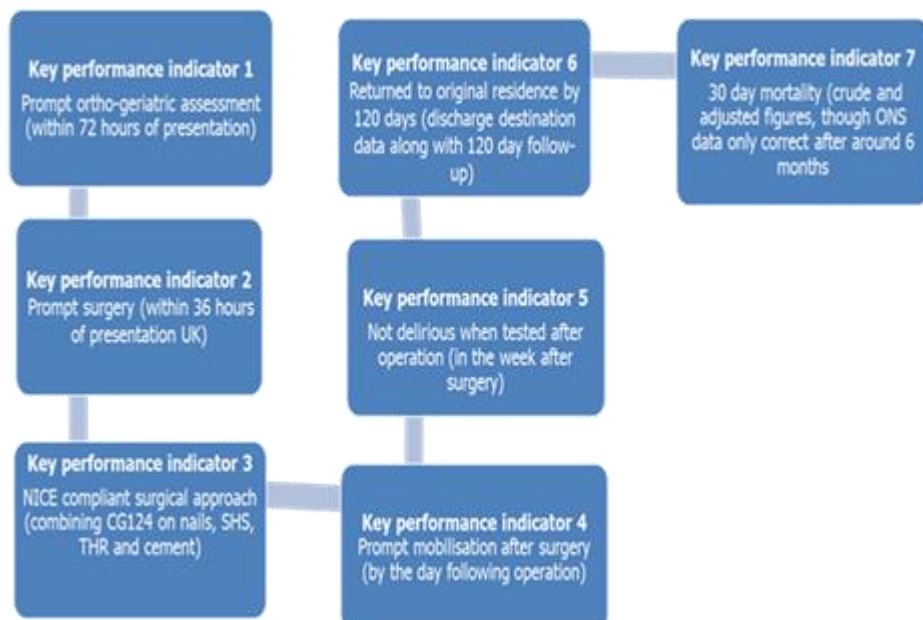 Key performance indicator 1
Prompt ortho-geriatric assessment
(within 72 hours of presentation)
Key performance indicator 2
Prompt surgery (within 36 hours
of presentation UK)
Key performance indicator 3
NICE compliant surgical approach
(combining CG124 on nails, SHS,
THR and cement)
Key performance indicator 4
Prompt mobilisation after surgery
(by the day following operation)
Key performance indicator 5
Not delirious when tested after
operation (in the week after
surgery)
Key performance indicator 6
Returned to original residence by
120 days (discharge destination
data along with 120 day follow-
up)
Key performance indicator 7
30 day mortality (crude and
adjusted figures, though ONS
data only correct after around 6
months